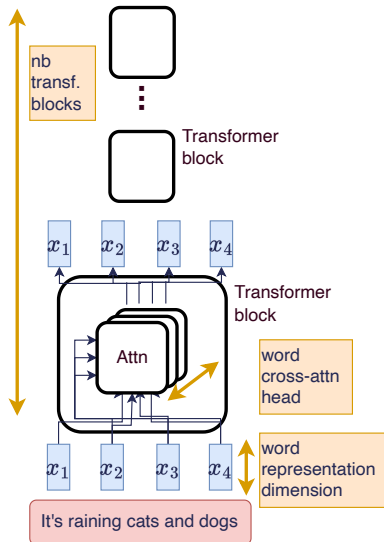 nb
transf.
blocks
Transformer
block
x₁ x₂ x₃ x₄
Transformer
block
Attn
word
cross-attn
head
x₁ x₂ x₃ x₄
word
representation
dimension
It's raining cats and dogs